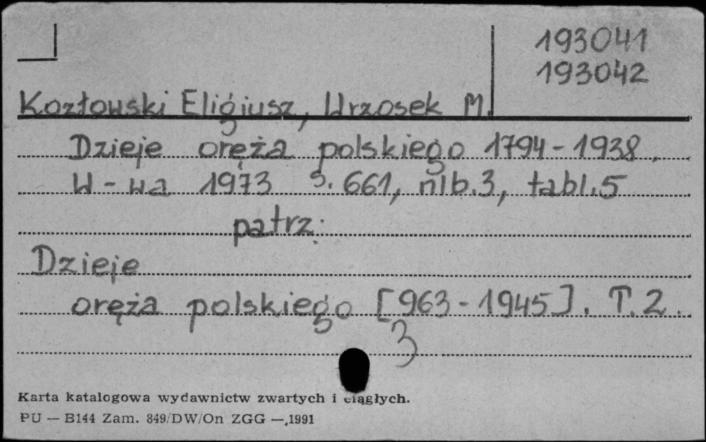 193041
193042
Kozłowski Eligiusz, Wrzosek M.
Dzieje oręża polskiego 1794-1938.
W-wa 1973 s. 661, nlb.3, tabl.5
patrz:
Dzieje
oręża polskiego [963-1945]. T.2.
3
Karta katalogowa wydawnictw zwartych i ciągłych.
PU — B144 Zam. 849/DW/On ZGG —,1991